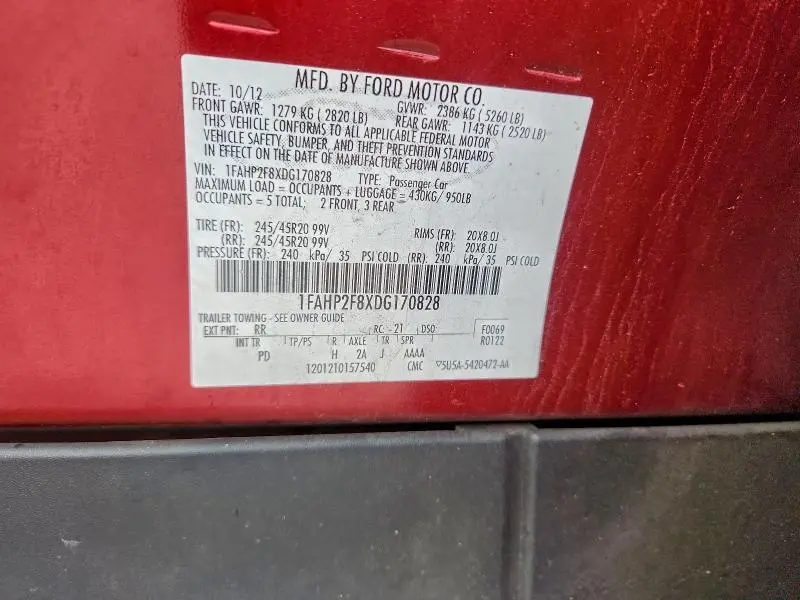 MFD. BY FORD MOTOR CO.
DATE: 10/12 GVWR: 2386 KG ( 5260 LB)
FRONT GAWR: 1279 KG ( 2820 LB) REAR GAWR: 1143 KG ( 2520 LB)
THIS VEHICLE CONFORMS TO ALL APPLICABLE FEDERAL MOTOR
VEHICLE SAFETY, BUMPER, AND THEFT PREVENTION STANDARDS
IN EFFECT ON THE DATE OF MANUFACTURE SHOWN ABOVE.
VIN: 1FAHP2F8XDG170828 TYPE: Passenger Car
MAXIMUM LOAD = OCCUPANTS + LUGGAGE = 430KG/ 950LB
OCCUPANTS = 5 TOTAL; 2 FRONT, 3 REAR
TIRE (FR): 245/45R20 99V RIMS (FR): 20X8.0J
(RR): 245/45R20 99V (RR): 20X8.0J
PRESSURE (FR): 240 kPa/ 35 PSI COLD (RR): 240 kPa/ 35 PSI COLD
1FAHP2F8XDG170828
TRAILER TOWING - SEE OWNER GUIDE
EXT PNT: RR RC: 21 DSO: F0069
INT TR TP/PS R AXLE TR SPR R0122
PD H 2A J AAAA
1201210157540 CMC ▽5U5A-5420472-AA